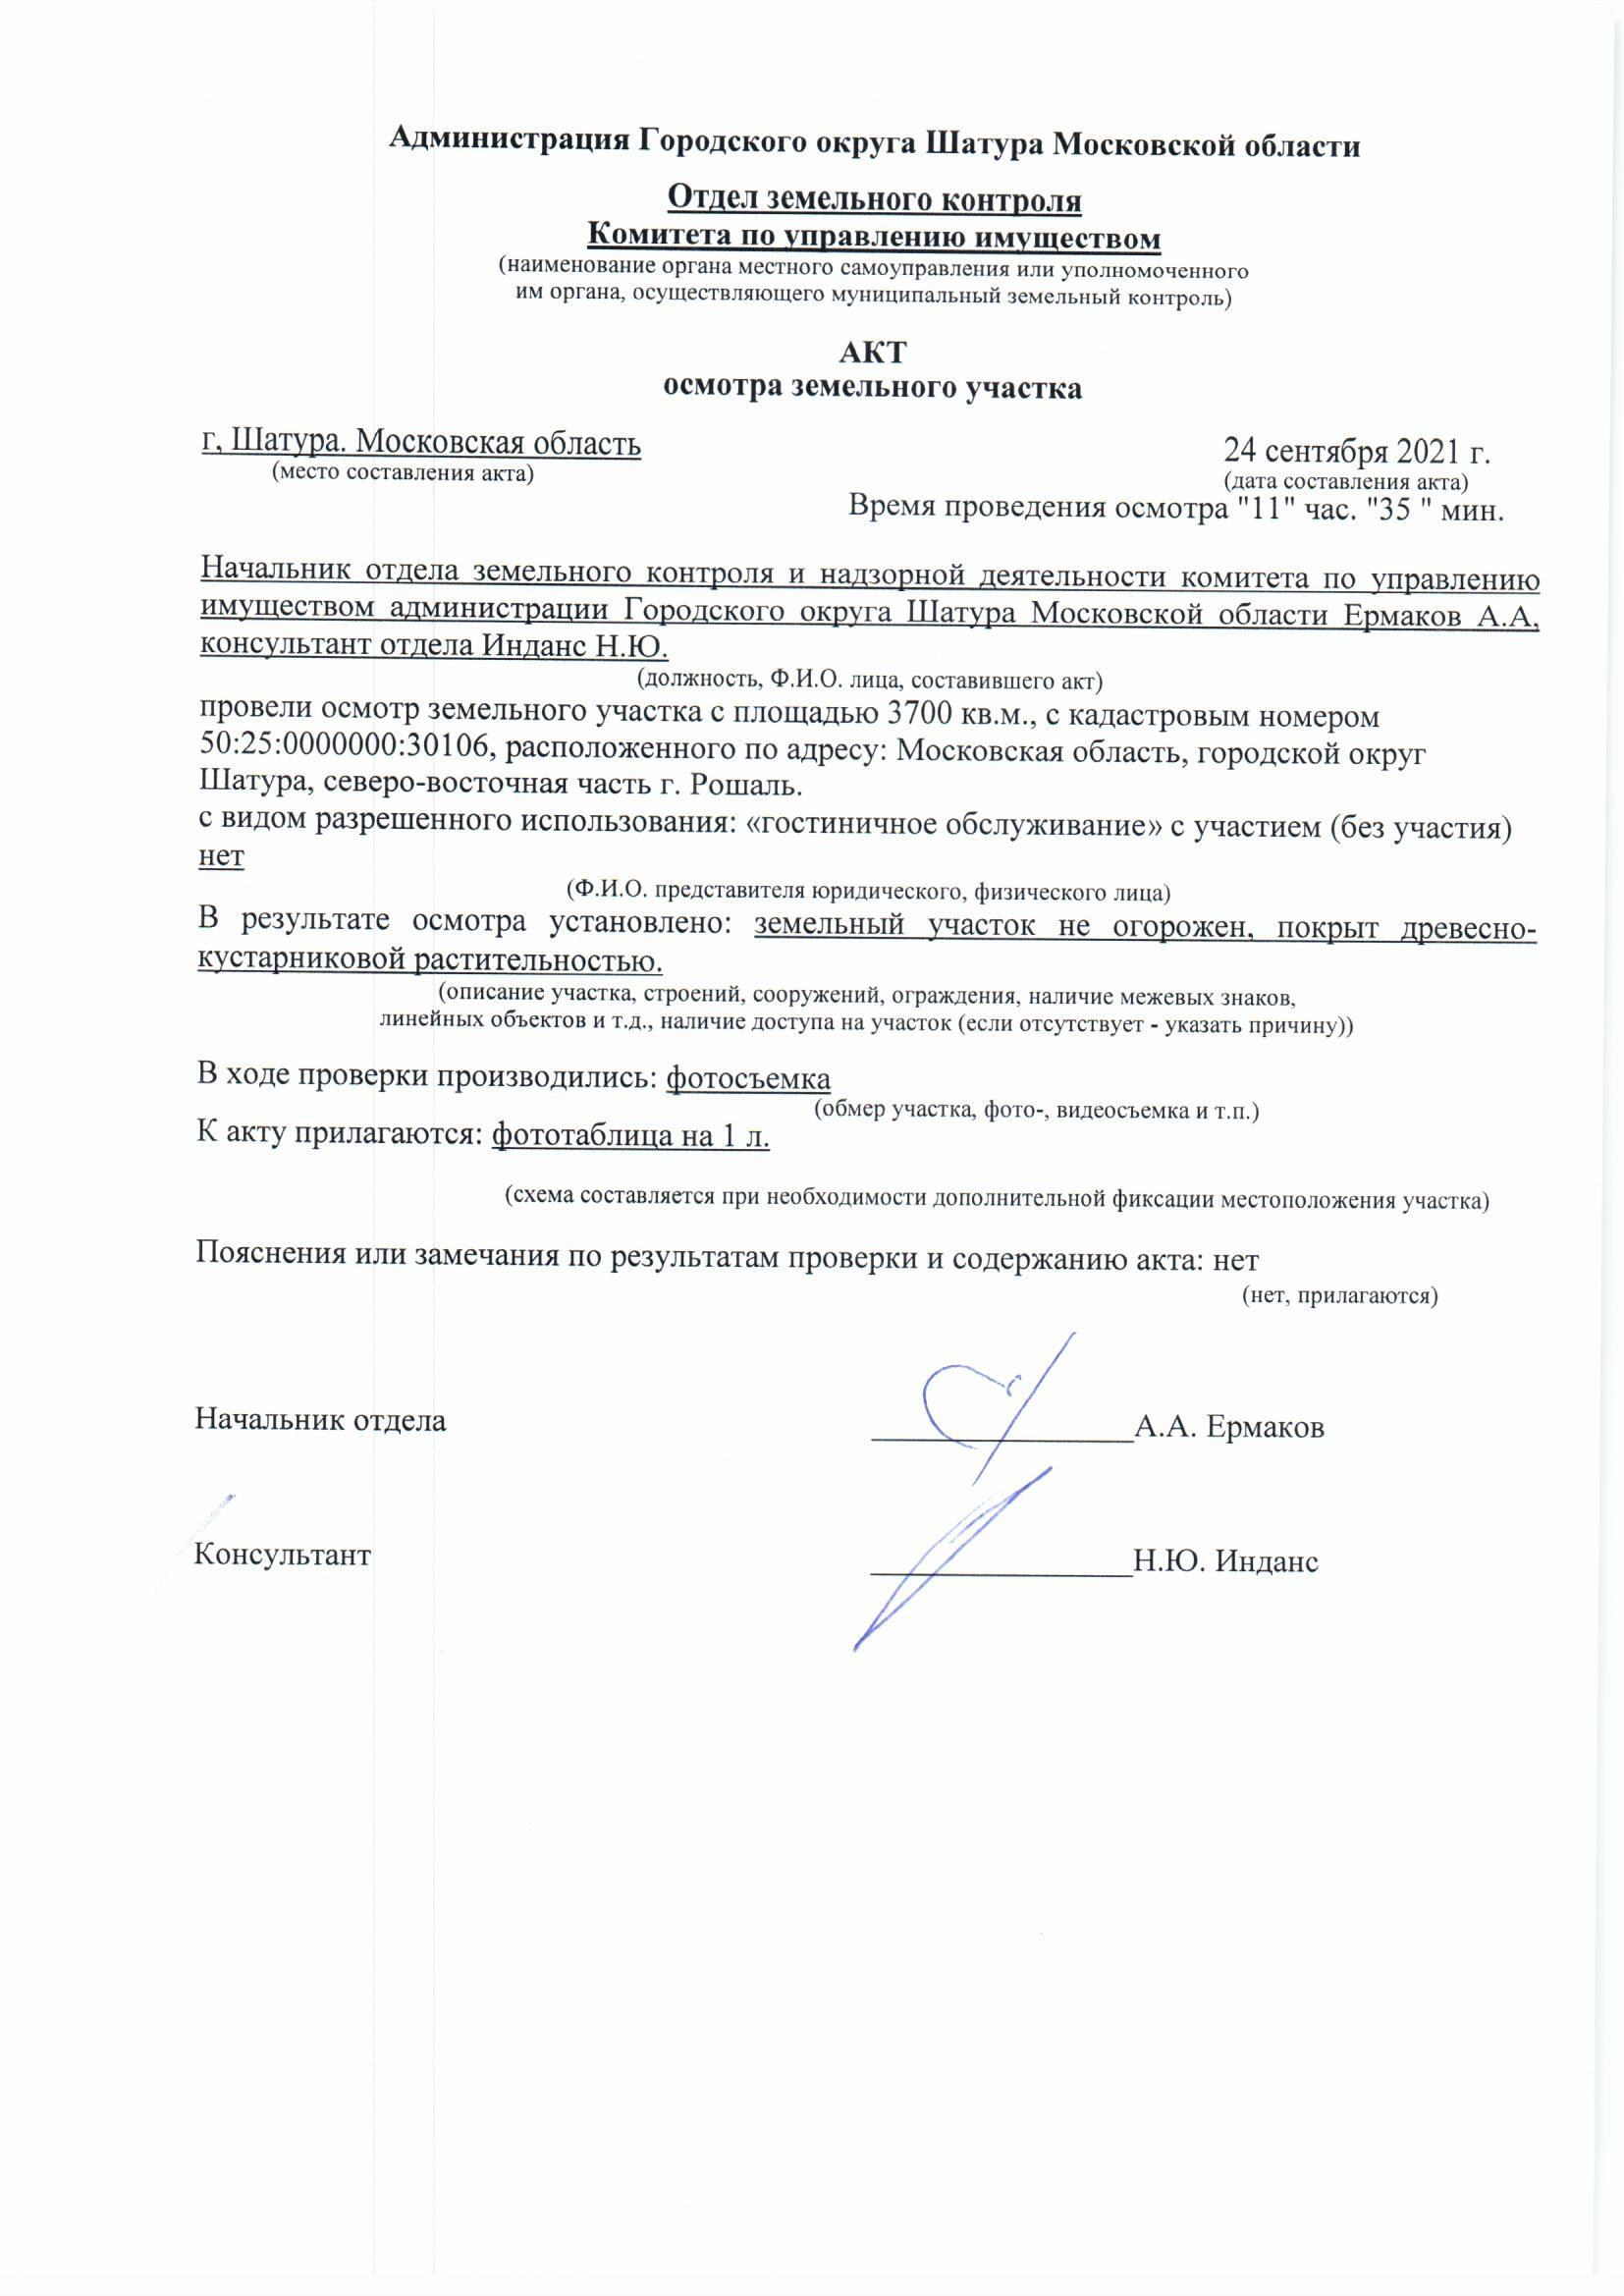 Администрация Городского округа Шатура Московской области
Отдел земельного контроля
Комитета по управлению имуществом
(наименование органа местного самоуправления или уполномоченного
им органа, осуществляющего муниципальный земельный контроль)
АКТ
осмотра земельного участка
г, Шатура. Московская область
24 сентября 2021 г.
(место составления акта)
(дата составления акта)
Время проведения осмотра "11" час. "35 " мин.
Начальник отдела земельного контроля и надзорной деятельности комитета по управлению
имуществом администрации Городского округа Шатура Московской области Ермаков А.А,
консультант отдела Инданс Н.Ю.
(должность, Ф.И.О. лица, составившего акт)
провели осмотр земельного участка с площадью 3700 кв.м., с кадастровым номером
50:25:0000000:30106, расположенного по адресу: Московская область, городской округ
Шатура, северо-восточная часть г. Рошаль.
с видом разрешенного использования: «гостиничное обслуживание» с участием (без участия)
нет
(Ф.И.О. представителя юридического, физического лица)
В результате осмотра установлено: земельный участок не огорожен, покрыт древесно-
кустарниковой растительностью.
(описание участка, строений, сооружений, ограждения, наличие межевых знаков,
линейных объектов и т.д., наличие доступа на участок (если отсутствует - указать причину))
В ходе проверки производились: фотосъемка
(обмер участка, фото-, видеосъемка и т.п.)
К акту прилагаются: фототаблица на 1 л.
(схема составляется при необходимости дополнительной фиксации местоположения участка)
Пояснения или замечания по результатам проверки и содержанию акта: нет
(нет, прилагаются)
Начальник отдела
А.А. Ермаков
Консультант
Н.Ю. Инданс